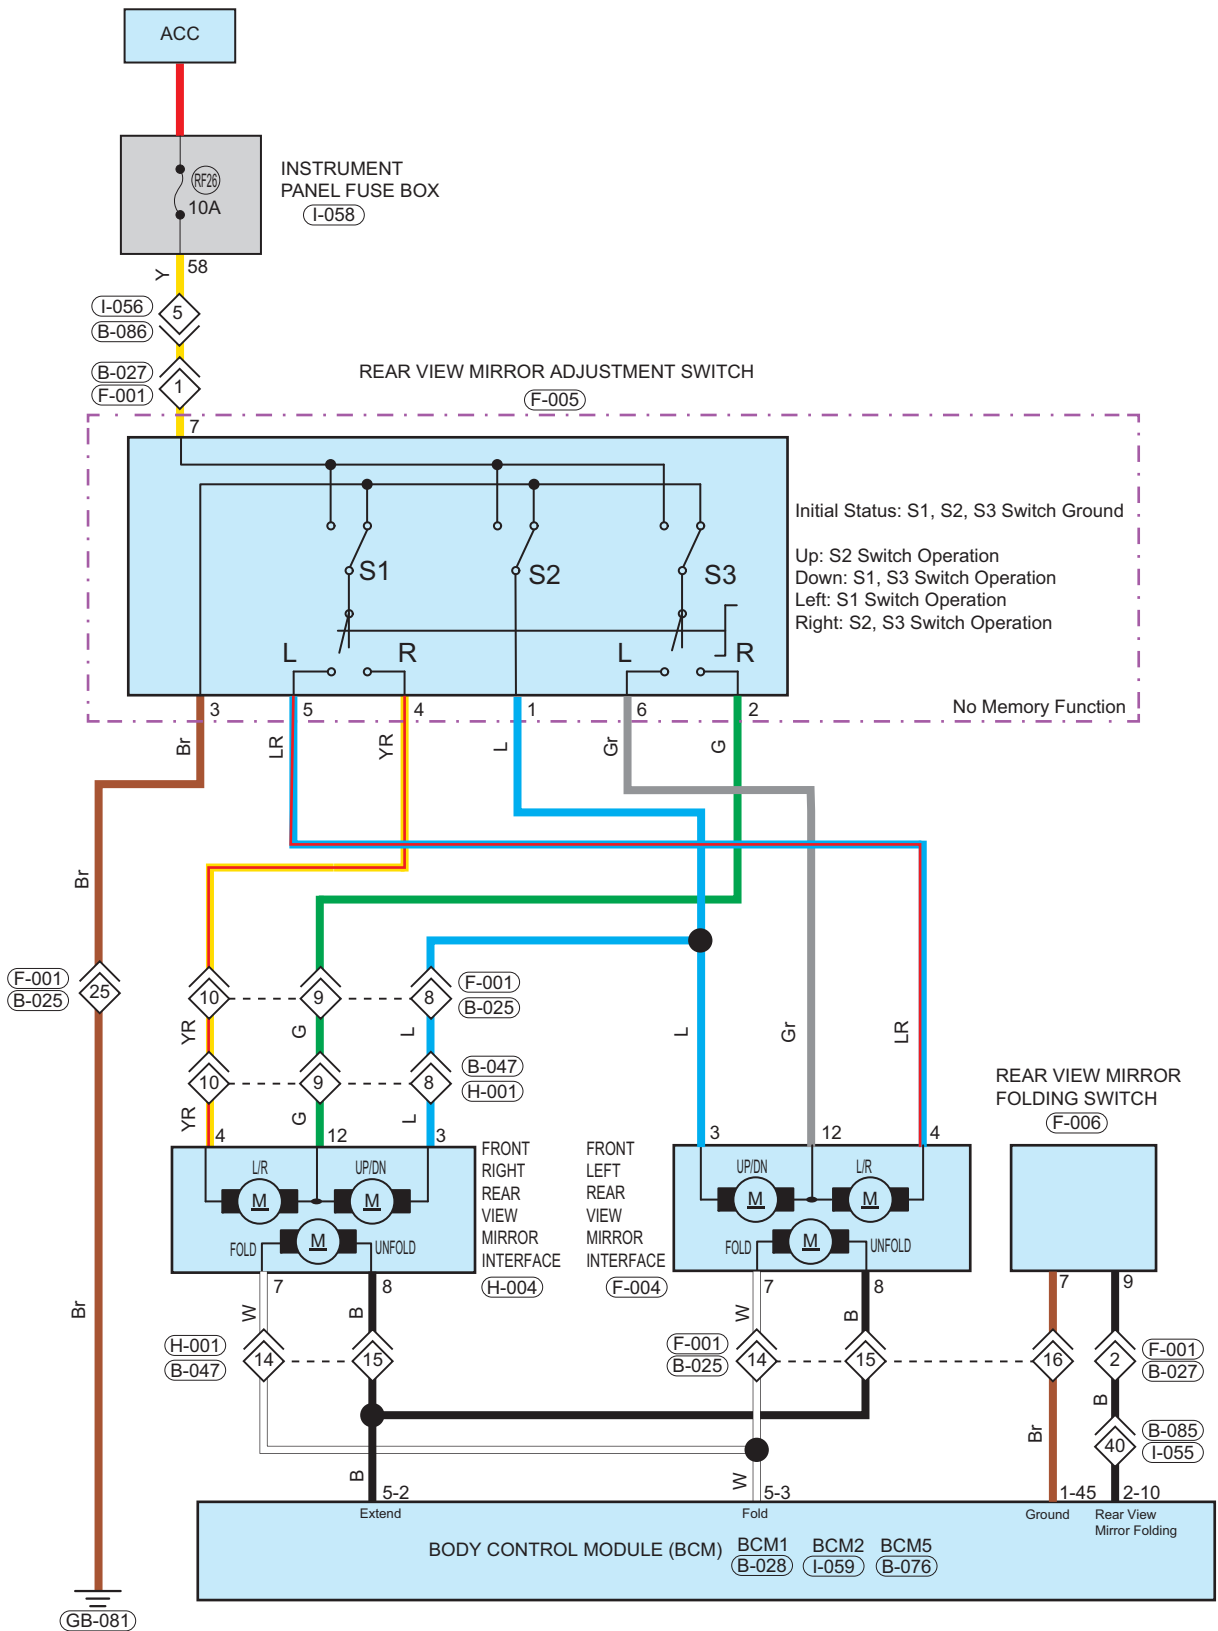 ACC
RF26
10A
INSTRUMENT
PANEL FUSE BOX
I-058
Y
58
I-056
5
B-086
B-027
1
F-001
REAR VIEW MIRROR ADJUSTMENT SWITCH
F-005
7
Initial Status: S1, S2, S3 Switch Ground
Up: S2 Switch Operation
Down: S1, S3 Switch Operation
Left: S1 Switch Operation
Right: S2, S3 Switch Operation
S1
S2
S3
L
R
L
R
No Memory Function
3
5
4
1
6
2
Br
LR
YR
L
Gr
G
Br
F-001
B-025
25
10
9
8
F-001
B-025
YR
G
L
L
Gr
LR
10
9
8
B-047
H-001
YR
G
L
REAR VIEW MIRROR
FOLDING SWITCH
F-006
4
12
3
3
12
4
L/R
UP/DN
M
M
FOLD
M
UNFOLD
FRONT
RIGHT
REAR
VIEW
MIRROR
INTERFACE
H-004
FRONT
LEFT
REAR
VIEW
MIRROR
INTERFACE
F-004
UP/DN
L/R
M
M
FOLD
M
UNFOLD
7
8
7
8
7
9
Br
W
B
W
B
H-001
B-047
14
15
F-001
B-025
14
15
16
2
F-001
B-027
B
Br
40
B-085
I-055
B
W
5-2
5-3
1-45
2-10
Extend
Fold
Ground
Rear View
Mirror Folding
BODY CONTROL MODULE (BCM)
BCM1
B-028
BCM2
I-059
BCM5
B-076
GB-081